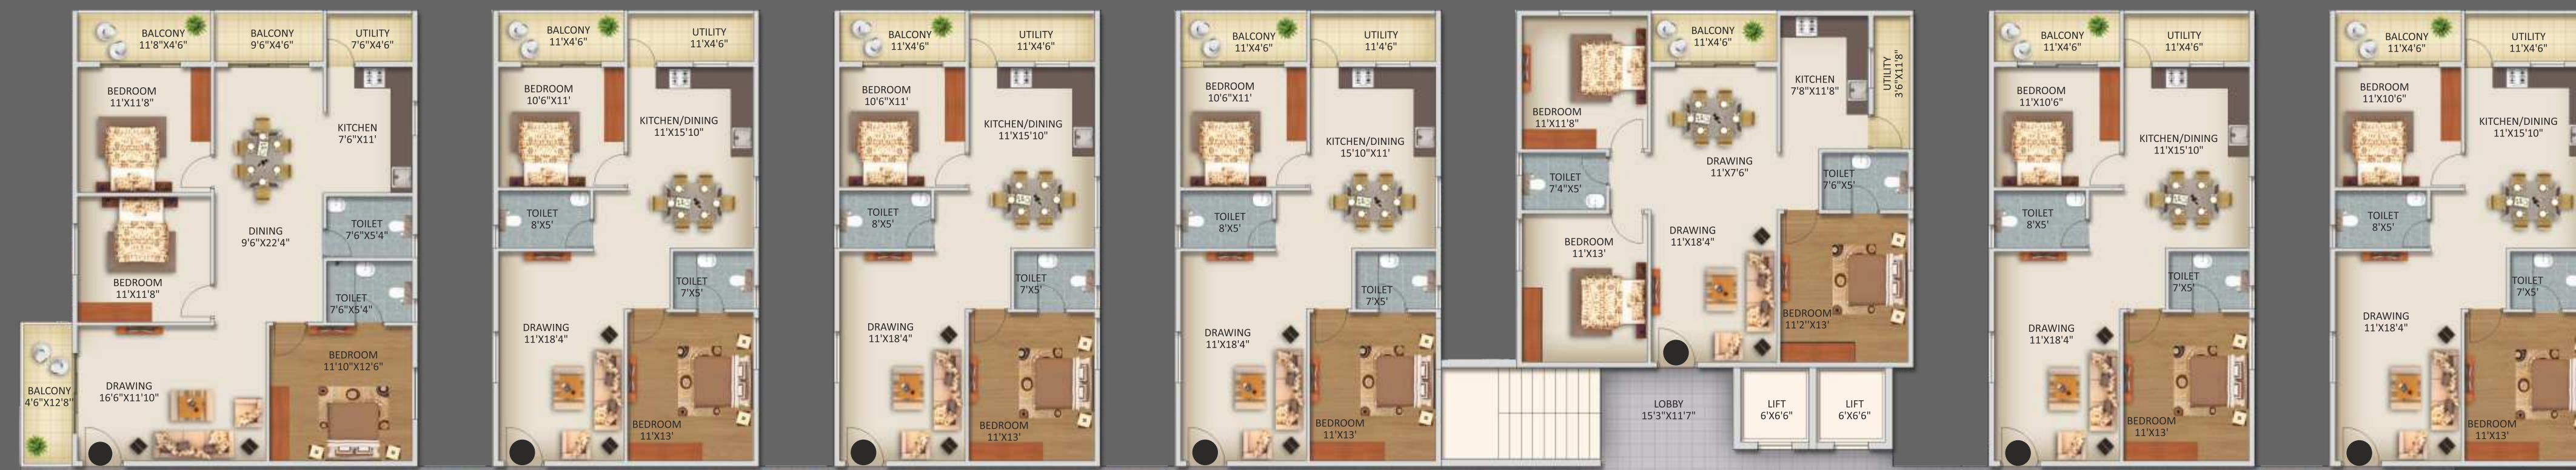 BALCONY
11'8"X4'6"
BALCONY
9'6"X4'6"
UTILITY
7'6"X4'6"
BEDROOM
11'X11'8"
KITCHEN
7'6"X11'
DINING
9'6"X22'4"
TOILET
7'6"X5'4"
BEDROOM
11'X11'8"
TOILET
7'6"X5'4"
BALCONY
4'6"X12'8"
DRAWING
16'6"X11'10"
BEDROOM
11'10"X12'6"
BALCONY
11'X4'6"
UTILITY
11'X4'6"
BEDROOM
10'6"X11'
KITCHEN/DINING
11'X15'10"
TOILET
8'X5'
TOILET
7'X5'
DRAWING
11'X18'4"
BEDROOM
11'X13'
BALCONY
11'X4'6"
UTILITY
11'X4'6"
BEDROOM
10'6"X11'
KITCHEN/DINING
11'X15'10"
TOILET
8'X5'
TOILET
7'X5'
DRAWING
11'X18'4"
BEDROOM
11'X13'
BALCONY
11'X4'6"
UTILITY
11'4'6"
BEDROOM
10'6"X11'
KITCHEN/DINING
15'10"X11'
TOILET
8'X5'
TOILET
7'X5'
DRAWING
11'X18'4"
BEDROOM
11'X13'
BALCONY
11'X4'6"
KITCHEN
7'8"X11'8"
UTILITY
3'6"X11'8"
BEDROOM
11'X11'8"
DRAWING
11'X7'6"
TOILET
7'4"X5'
TOILET
7'6"X5'
BEDROOM
11'X13'
DRAWING
11'X18'4"
BEDROOM
11'2"X13'
LOBBY
15'3"X11'7"
LIFT
6'X6'6"
LIFT
6'X6'6"
BALCONY
11'X4'6"
UTILITY
11'X4'6"
BEDROOM
11'X10'6"
KITCHEN/DINING
11'X15'10"
TOILET
8'X5'
TOILET
7'X5'
DRAWING
11'X18'4"
BEDROOM
11'X13'
BALCONY
11'X4'6"
UTILITY
11'X4'6"
BEDROOM
11'X10'6"
KITCHEN/DINING
11'X15'10"
TOILET
8'X5'
TOILET
7'X5'
DRAWING
11'X18'4"
BEDROOM
11'X13'